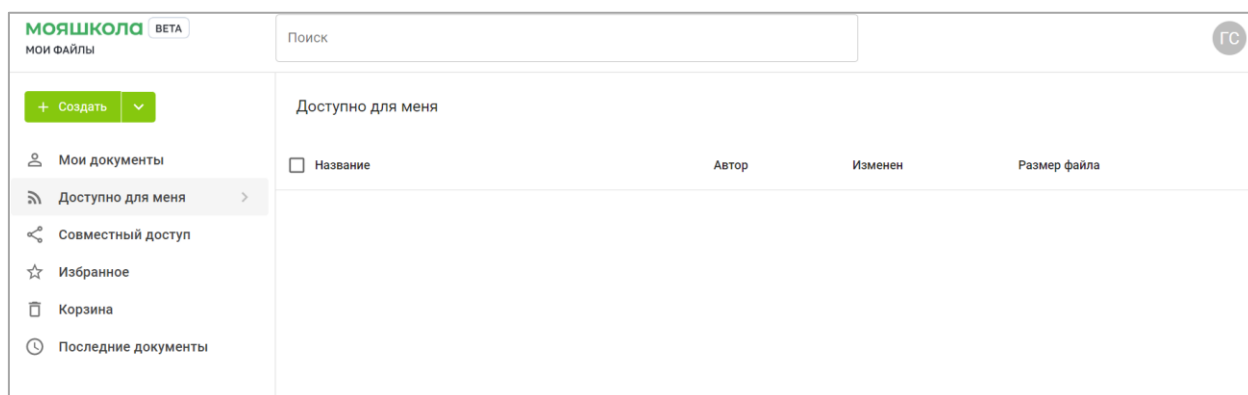 МОЯШКОЛА BETA
МОИ ФАЙЛЫ
Поиск
ГС
+ Создать
Доступно для меня
Мои документы
Доступно для меня
Совместный доступ
Избранное
Корзина
Последние документы
Название Автор Изменен Размер файла